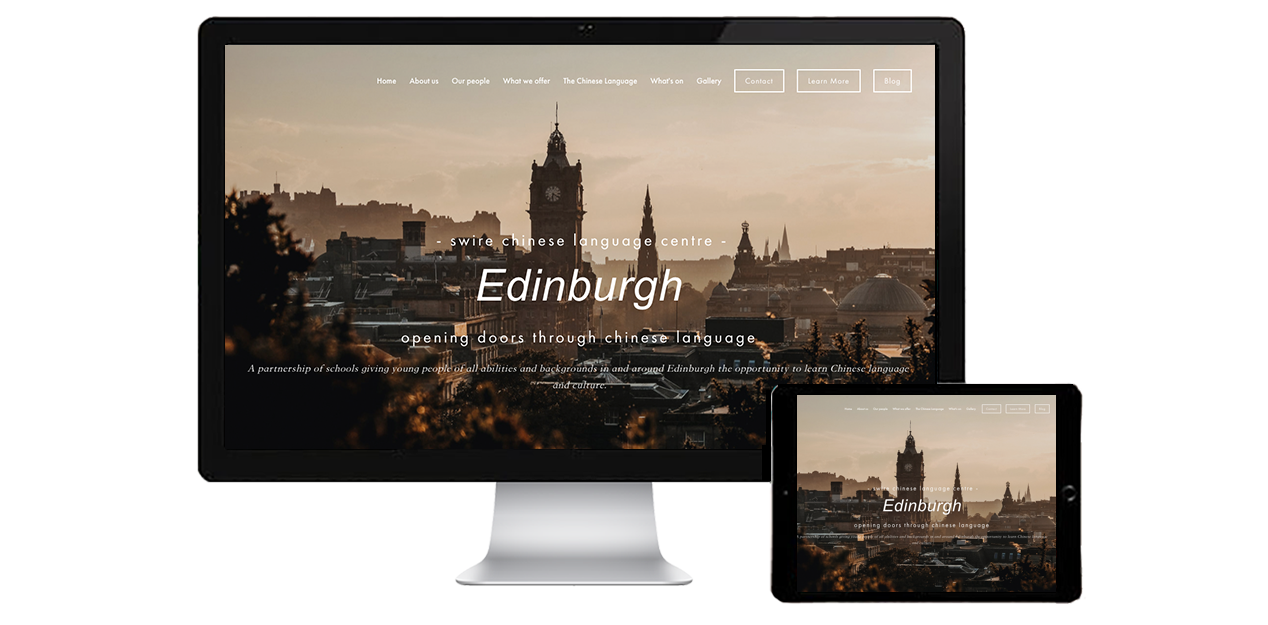 Home About us Our people What we offer The Chinese Language What's on Gallery Contact Learn More Blog
- swire chinese language centre -
Edinburgh
opening doors through chinese language
A partnership of schools giving young people of all abilities and backgrounds in and around Edinburgh the opportunity to learn Chinese language
and culture.
- swire chinese language centre -
Edinburgh
opening doors through chinese language